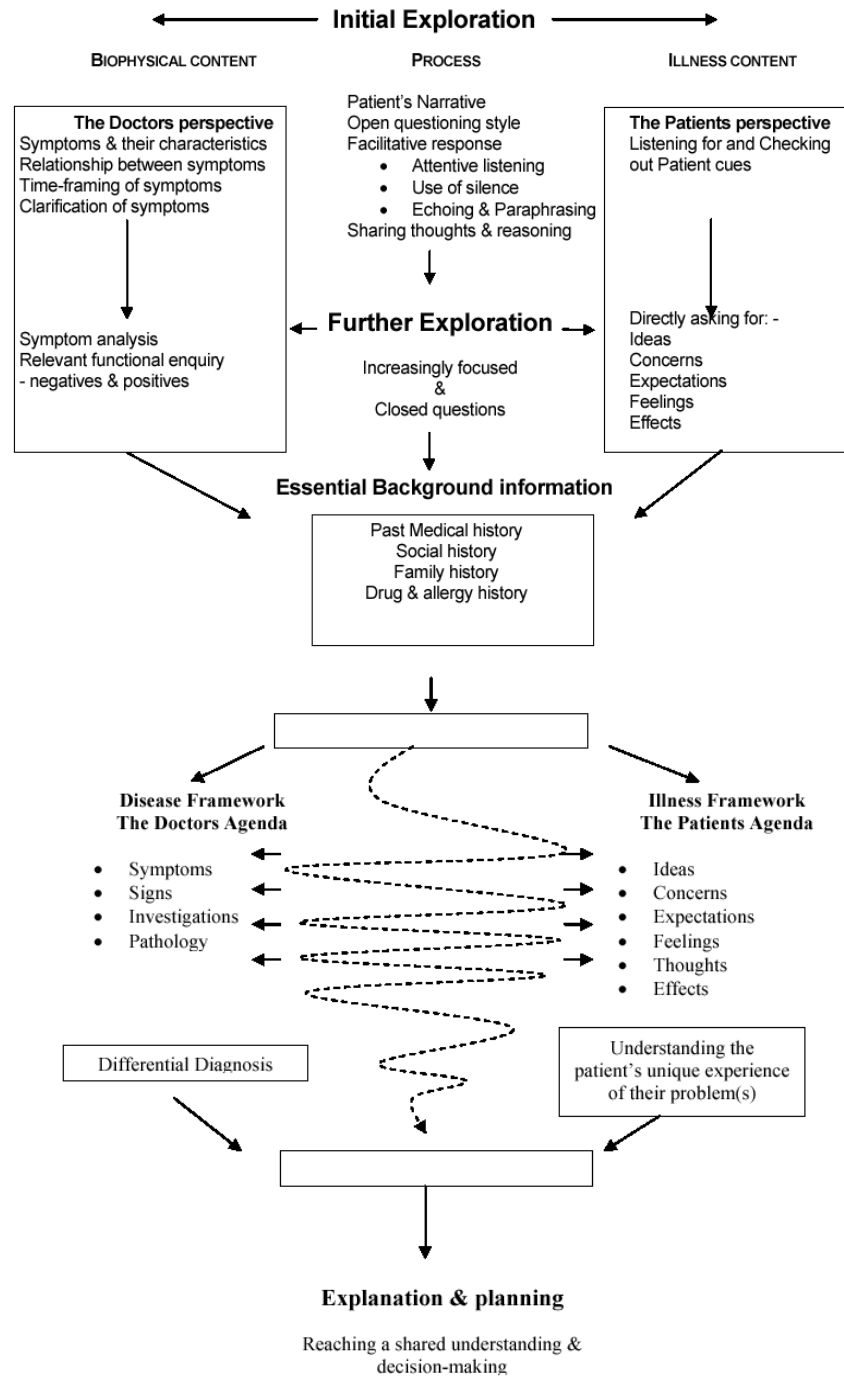 Initial Exploration
BIOPHYSICAL CONTENT
PROCESS
ILLNESS CONTENT
The Doctors perspective
Symptoms & their characteristics
Relationship between symptoms
Time-framing of symptoms
Clarification of symptoms
Symptom analysis
Relevant functional enquiry
- negatives & positives
Patient's Narrative
Open questioning style
Facilitative response
• Attentive listening
• Use of silence
• Echoing & Paraphrasing
Sharing thoughts & reasoning
Further Exploration
Increasingly focused
&
Closed questions
The Patients perspective
Listening for and Checking
out Patient cues
Directly asking for: -
Ideas
Concerns
Expectations
Feelings
Effects
Essential Background information
Past Medical history
Social history
Family history
Drug & allergy history
Disease Framework
The Doctors Agenda
• Symptoms
• Signs
• Investigations
• Pathology
Illness Framework
The Patients Agenda
• Ideas
• Concerns
• Expectations
• Feelings
• Thoughts
• Effects
Differential Diagnosis
Understanding the
patient's unique experience
of their problem(s)
Explanation & planning
Reaching a shared understanding &
decision-making